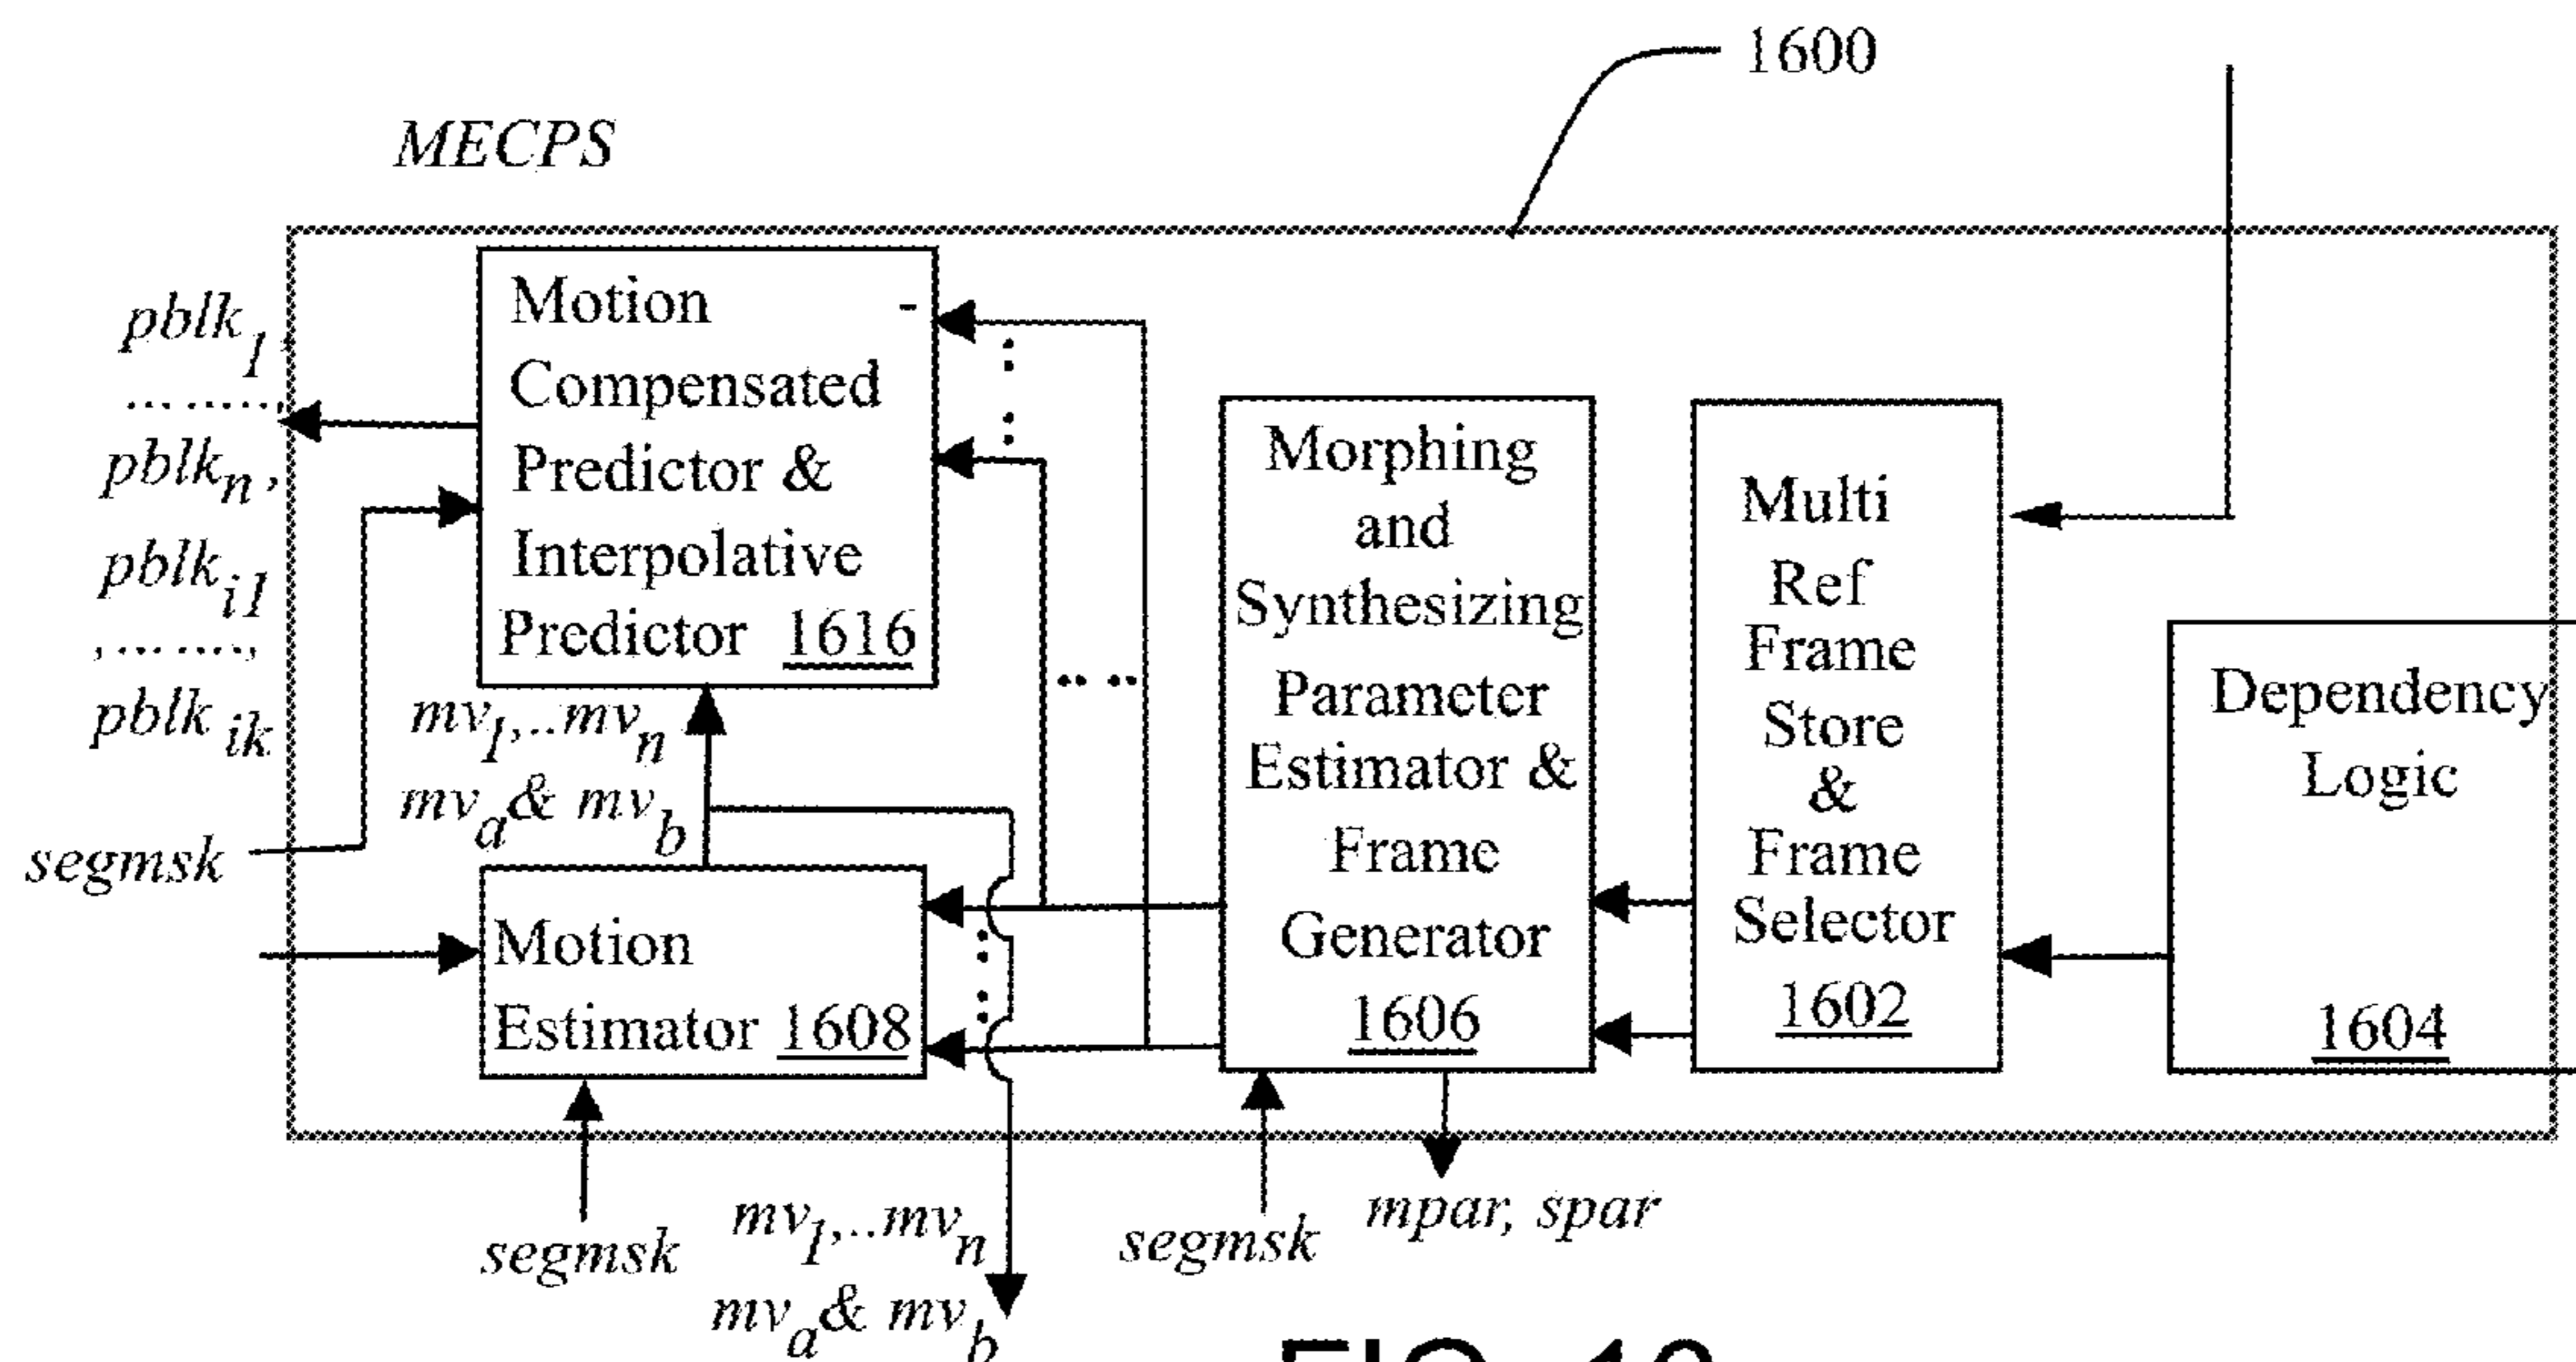 1600
MECPS
pblk1,
.........,
pblkn,
pblki1
,.......,
pblkik
segmsk
Motion -
Compensated
Predictor &
Interpolative
Predictor 1616
mv1,..mvn
mva& mvb
Motion
Estimator 1608
segmsk
mv1,..mvn
mva& mvb
Morphing
and
Synthesizing
Parameter
Estimator &
Frame
Generator
1606
segmsk
mpar, spar
Multi
Ref
Frame
Store
&
Frame
Selector
1602
Dependency
Logic
1604